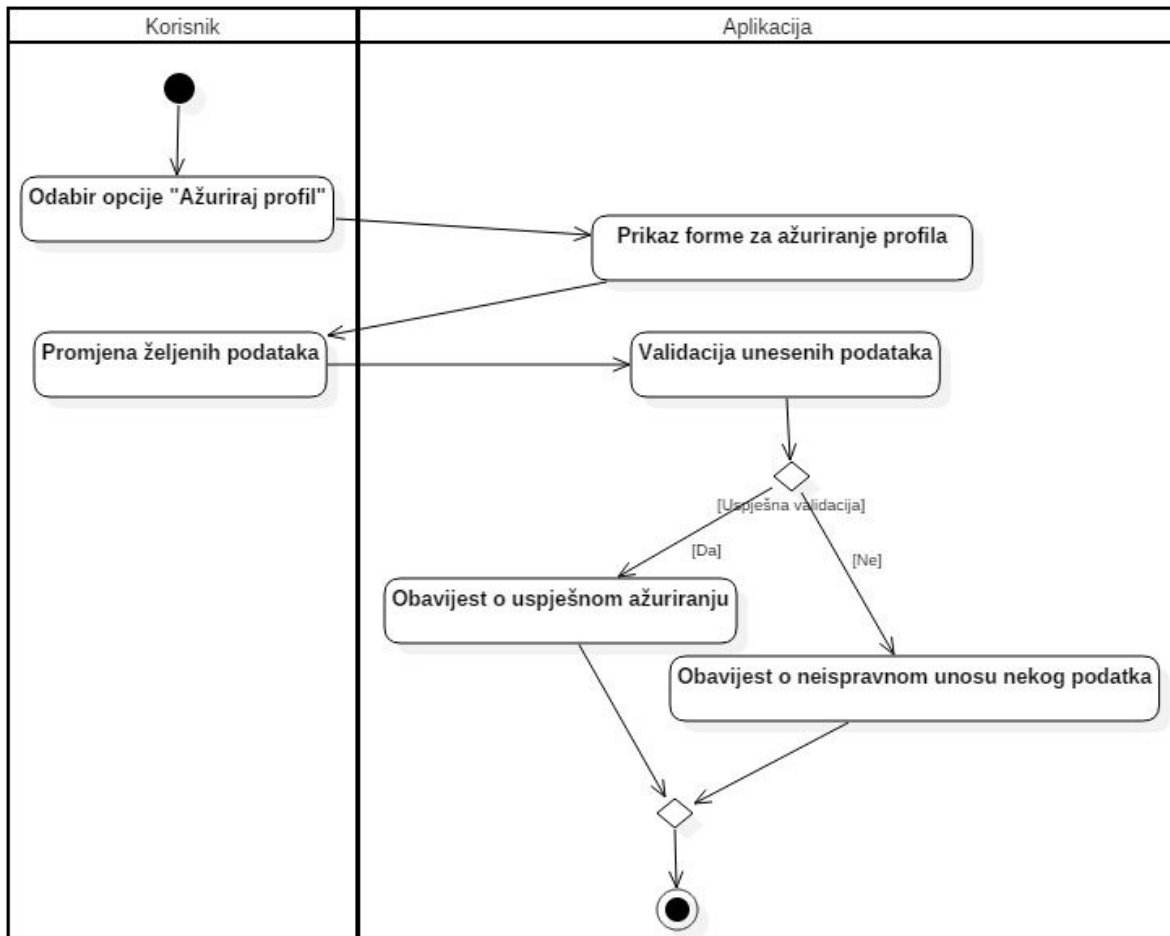 Korisnik
Aplikacija
Odabir opcije "Ažuriraj profil"
Prikaz forme za ažuriranje profila
Promjena željenih podataka
Validacija unesenih podataka
[Uspješna validacija]
[Da]
[Ne]
Obavijest o uspješnom ažuriranju
Obavijest o neispravnom unosu nekog podatka